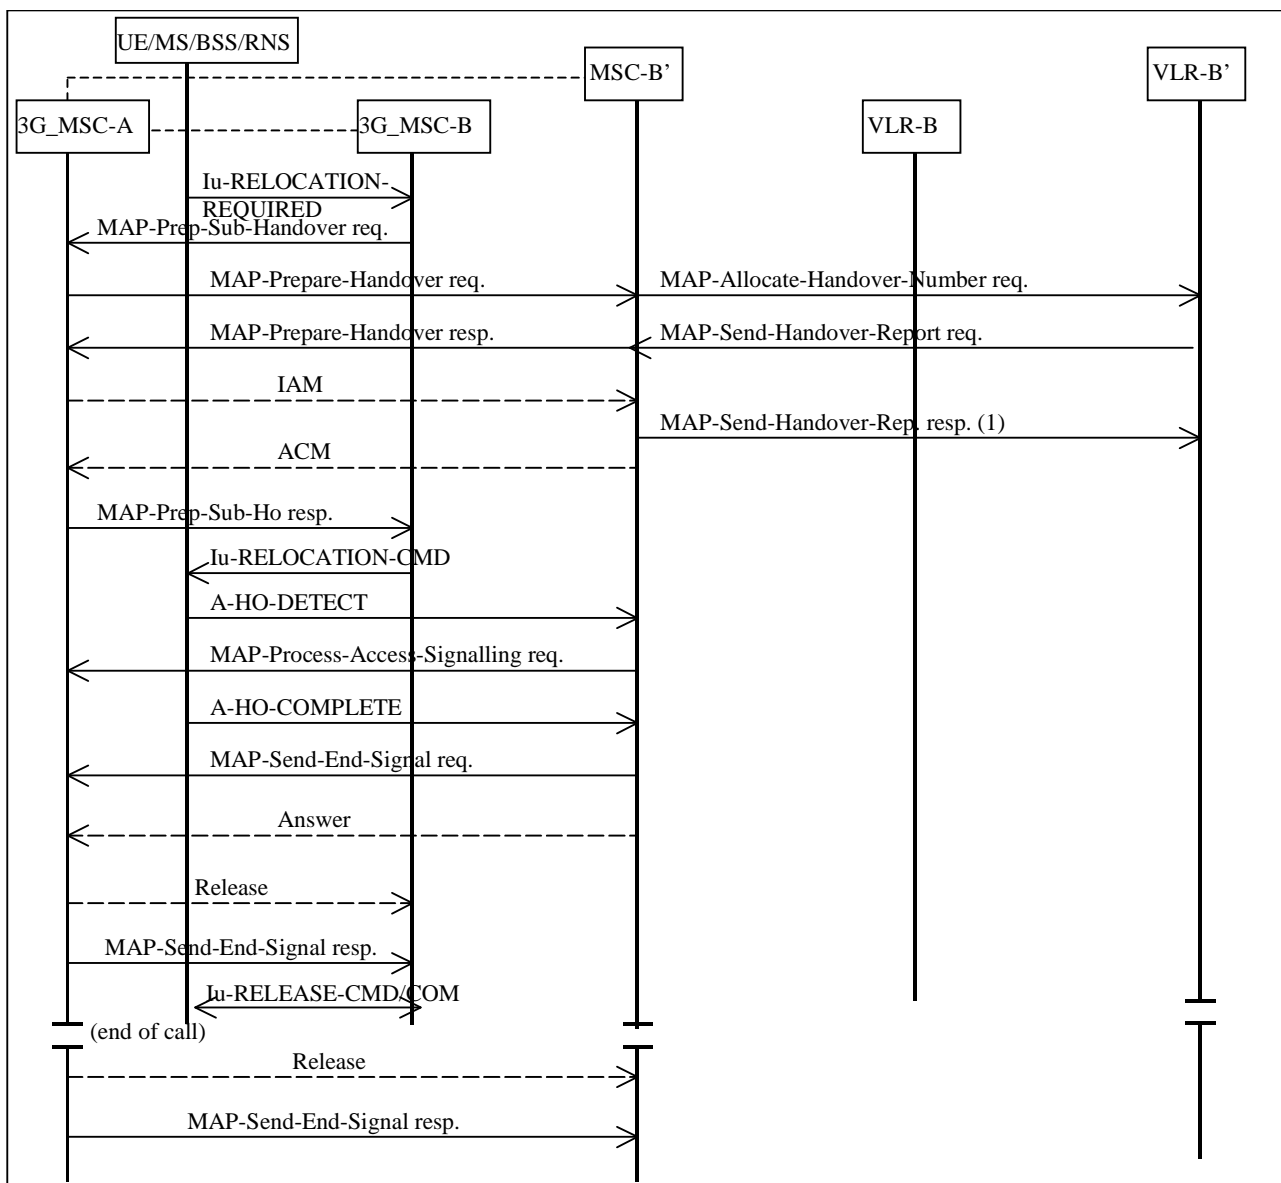 UE/MS/BSS/RNS
MSC-B’
VLR-B’
3G_MSC-A
3G_MSC-B
VLR-B
Iu-RELOCATION-
REQUIRED
MAP-Prep-Sub-Handover req.
MAP-Prepare-Handover req.
MAP-Allocate-Handover-Number req.
MAP-Prepare-Handover resp.
MAP-Send-Handover-Report req.
IAM
MAP-Send-Handover-Rep. resp. (1)
ACM
MAP-Prep-Sub-Ho resp.
Iu-RELOCATION-CMD
A-HO-DETECT
MAP-Process-Access-Signalling req.
A-HO-COMPLETE
MAP-Send-End-Signal req.
Answer
Release
MAP-Send-End-Signal resp.
Iu-RELEASE-CMD/COM
(end of call)
Release
MAP-Send-End-Signal resp.